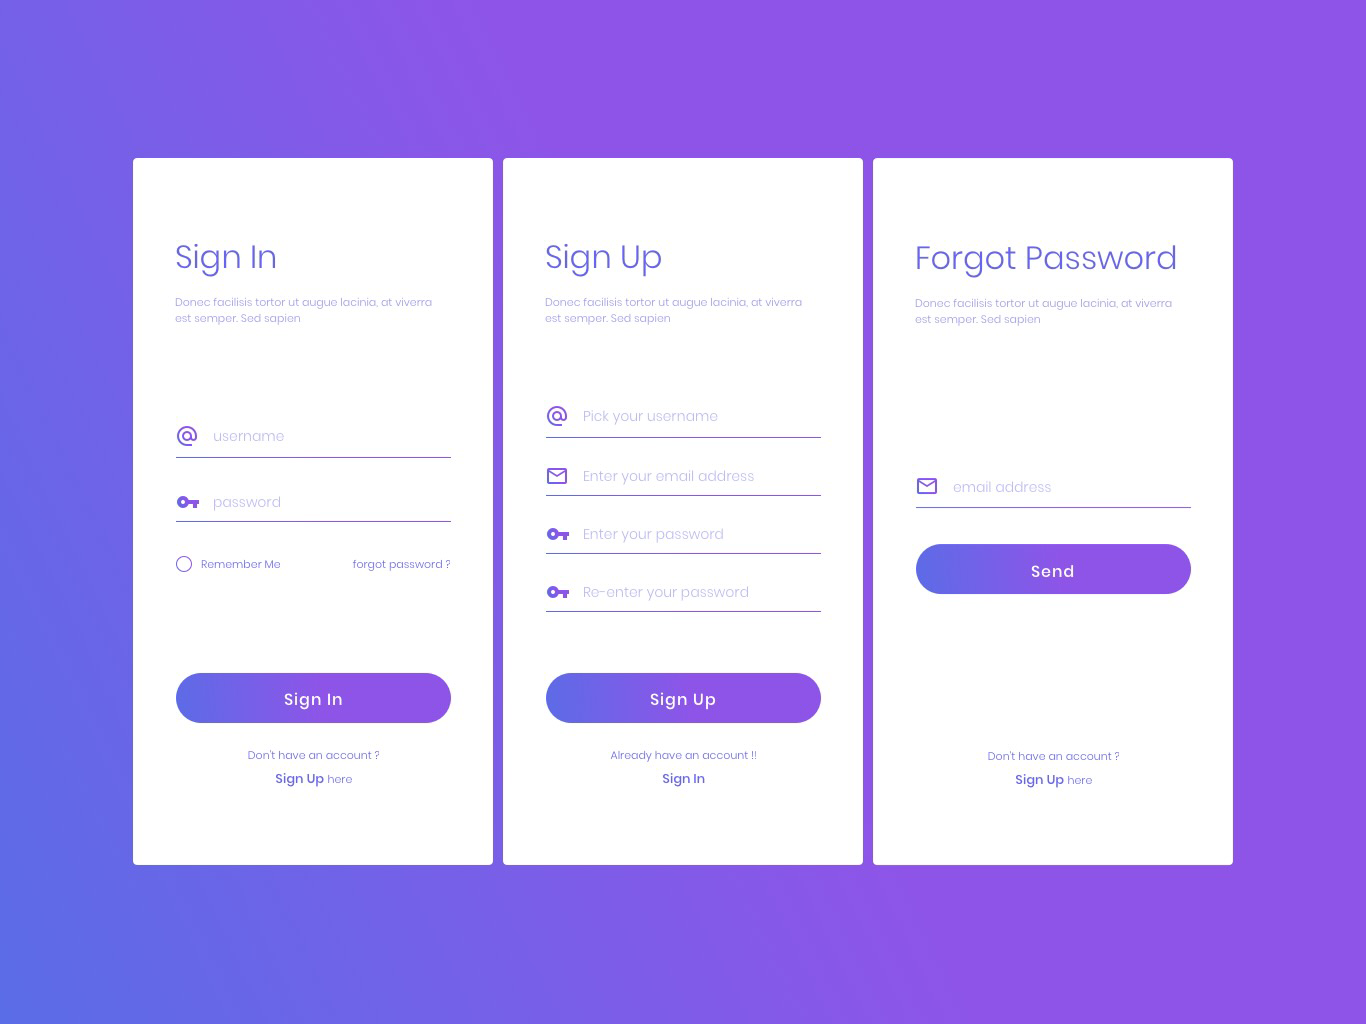 Sign In
Donec facilisis tortor ut augue lacinia, at viverra
est semper. Sed sapien
username
password
Remember Me
forgot password ?
Sign In
Don't have an account ?
Sign Up here
Sign Up
Donec facilisis tortor ut augue lacinia, at viverra
est semper. Sed sapien
Pick your username
Enter your email address
Enter your password
Re-enter your password
Sign Up
Already have an account !!
Sign In
Forgot Password
Donec facilisis tortor ut augue lacinia, at viverra
est semper. Sed sapien
email address
Send
Don't have an account ?
Sign Up here